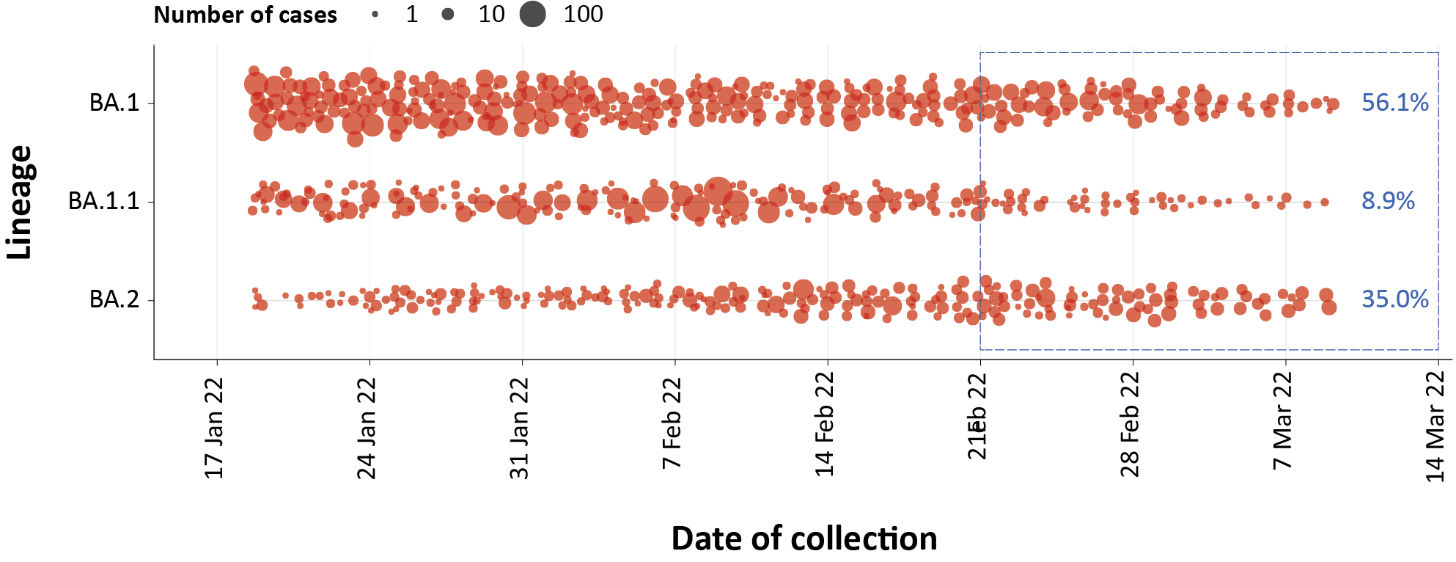 Number of cases 1 10 100
BA.1 56.1%
Lineage
BA.1.1 8.9%
BA.2 35.0%
17 Jan 22
24 Jan 22
31 Jan 22
7 Feb 22
14 Feb 22
21Feb 22
28 Feb 22
7 Mar 22
14 Mar 22
Date of collection